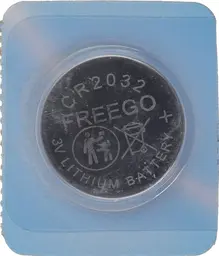 CR2032
FREEGO
+
3V LITHIUM BATTERY